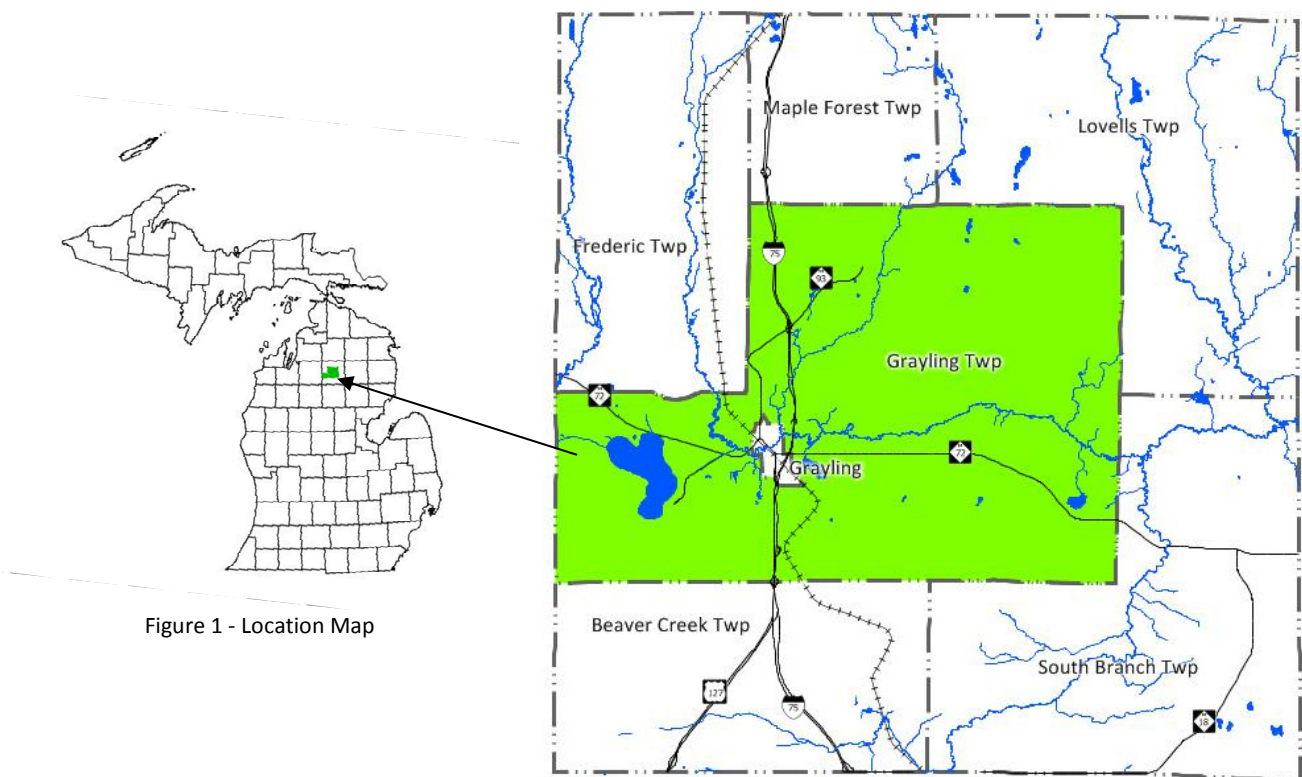 Maple Forest Twp
Lovells Twp
Frederic Twp
75
M
93
Grayling Twp
M
72
Grayling
M
72
Figure 1 - Location Map
Beaver Creek Twp
South Branch Twp
127
75
M
18